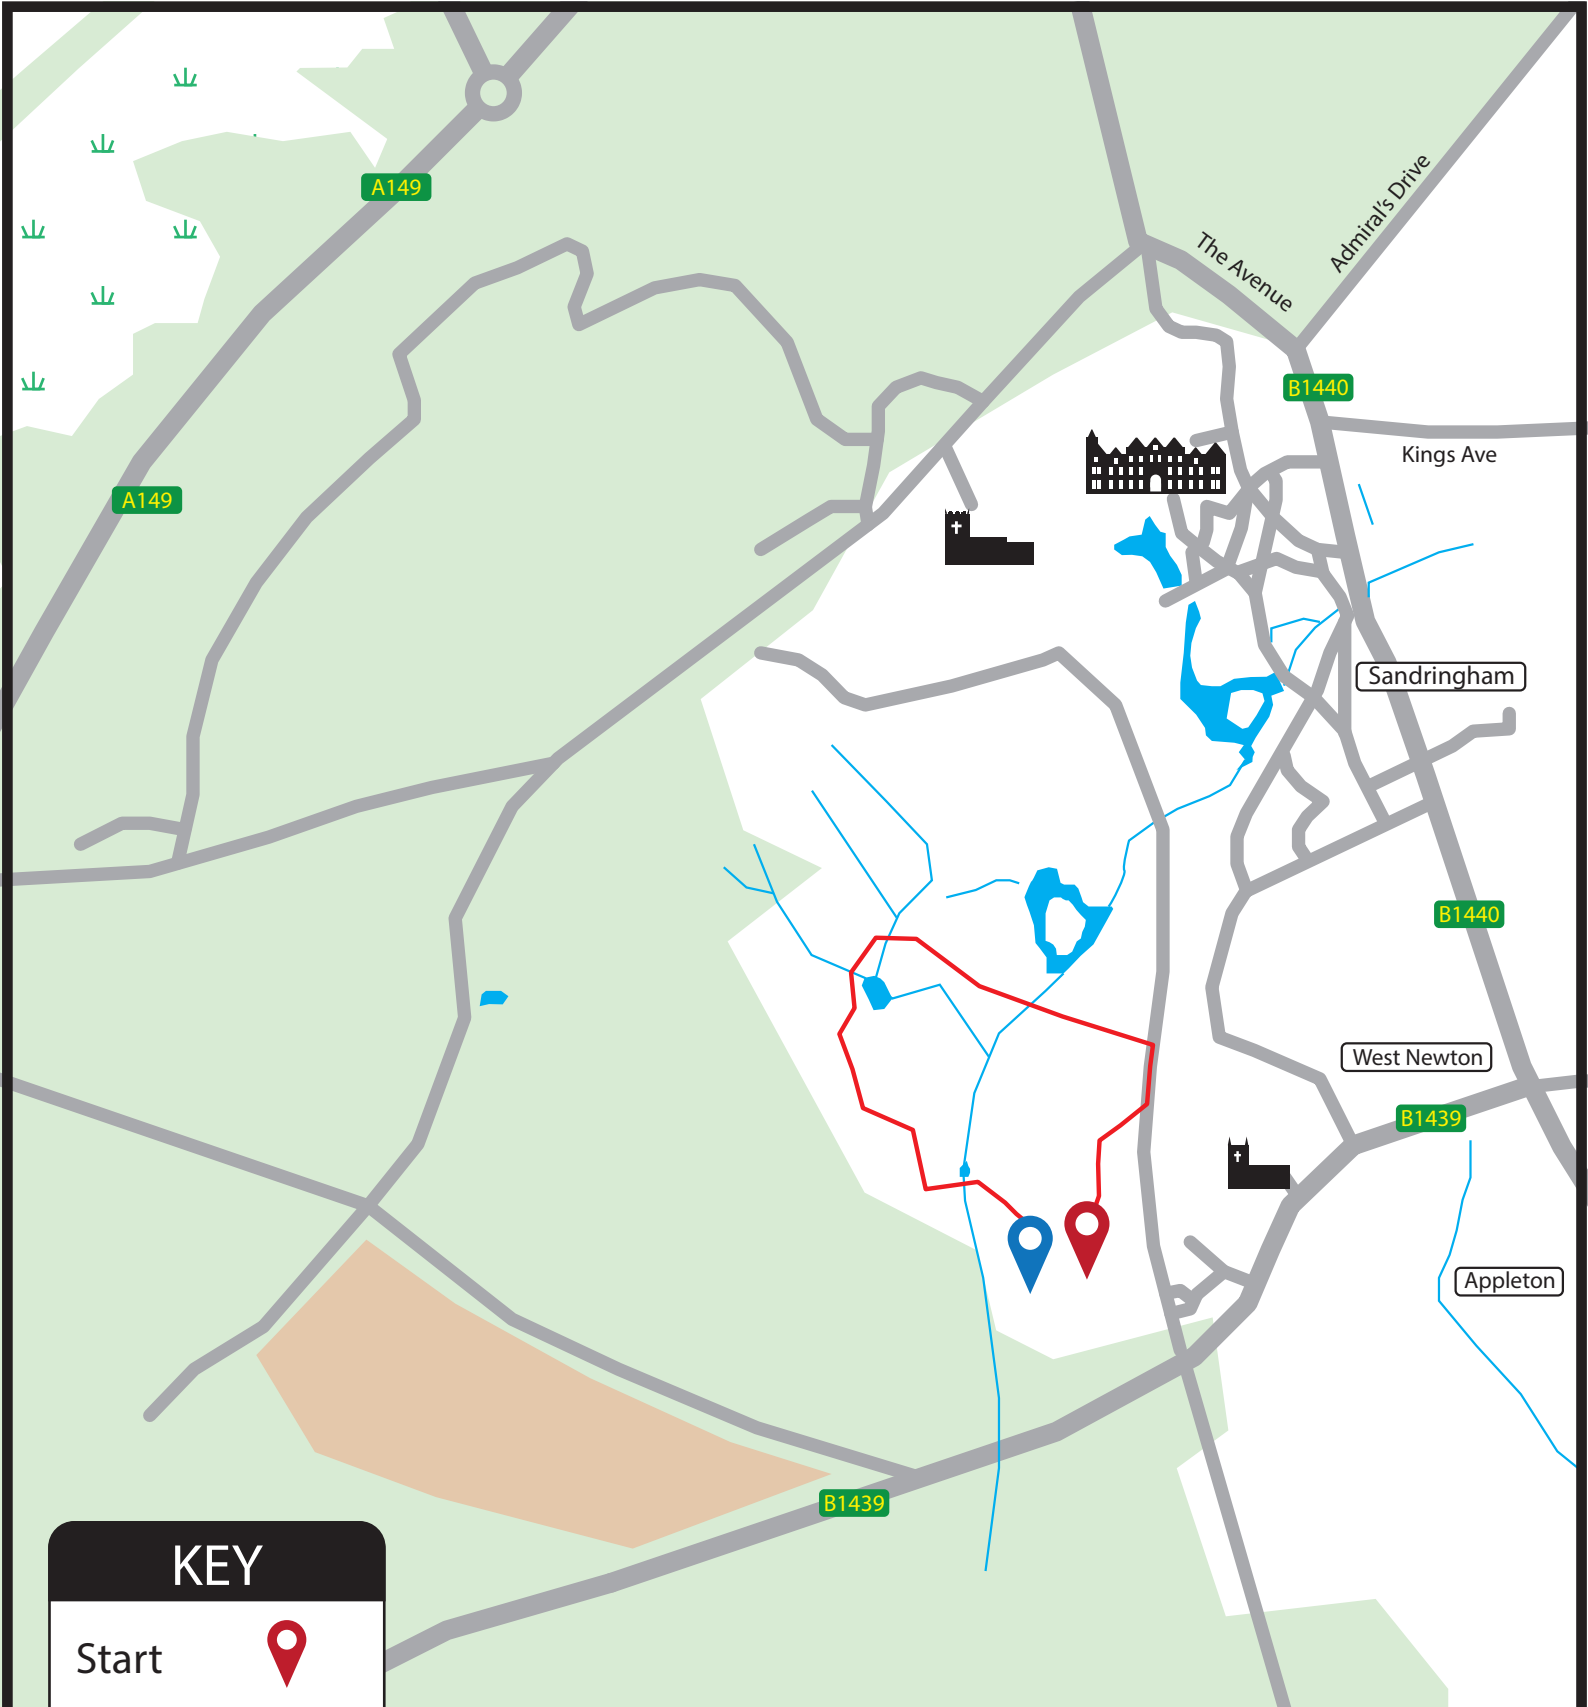 A149
The Avenue
Admiral's Drive
B1440
Kings Ave
A149
Sandringham
B1440
West Newton
B1439
Appleton
B1439
KEY
Start